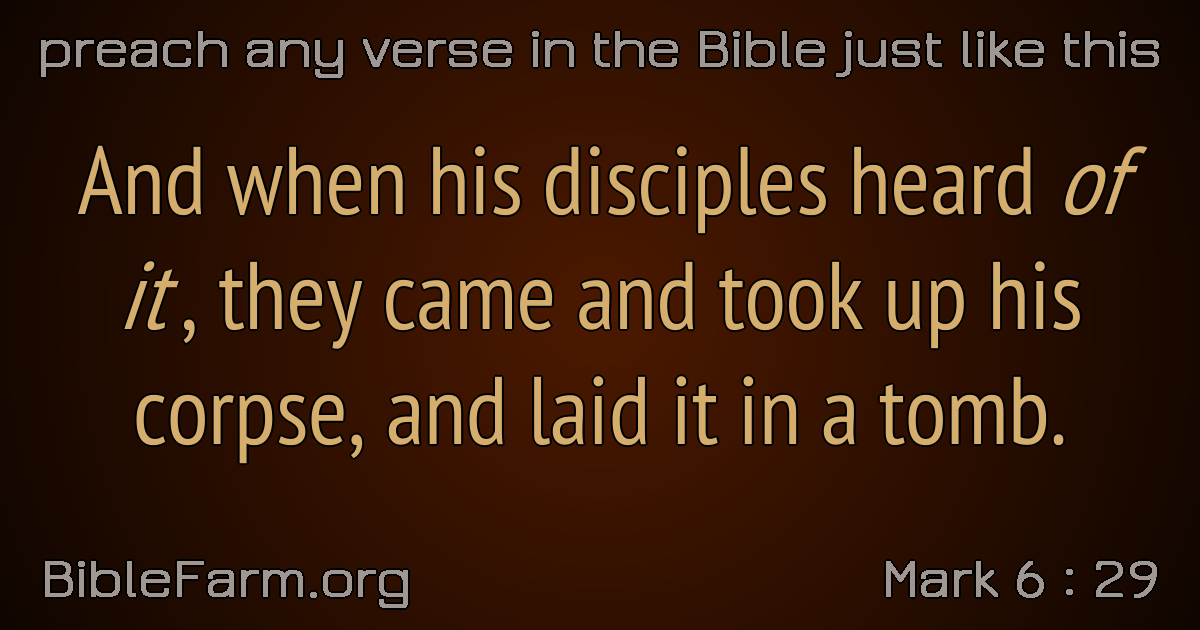 preach any verse in the Bible just like this
And when his disciples heard of
it, they came and took up his
corpse, and laid it in a tomb.
BibleFarm.org
Mark 6 : 29